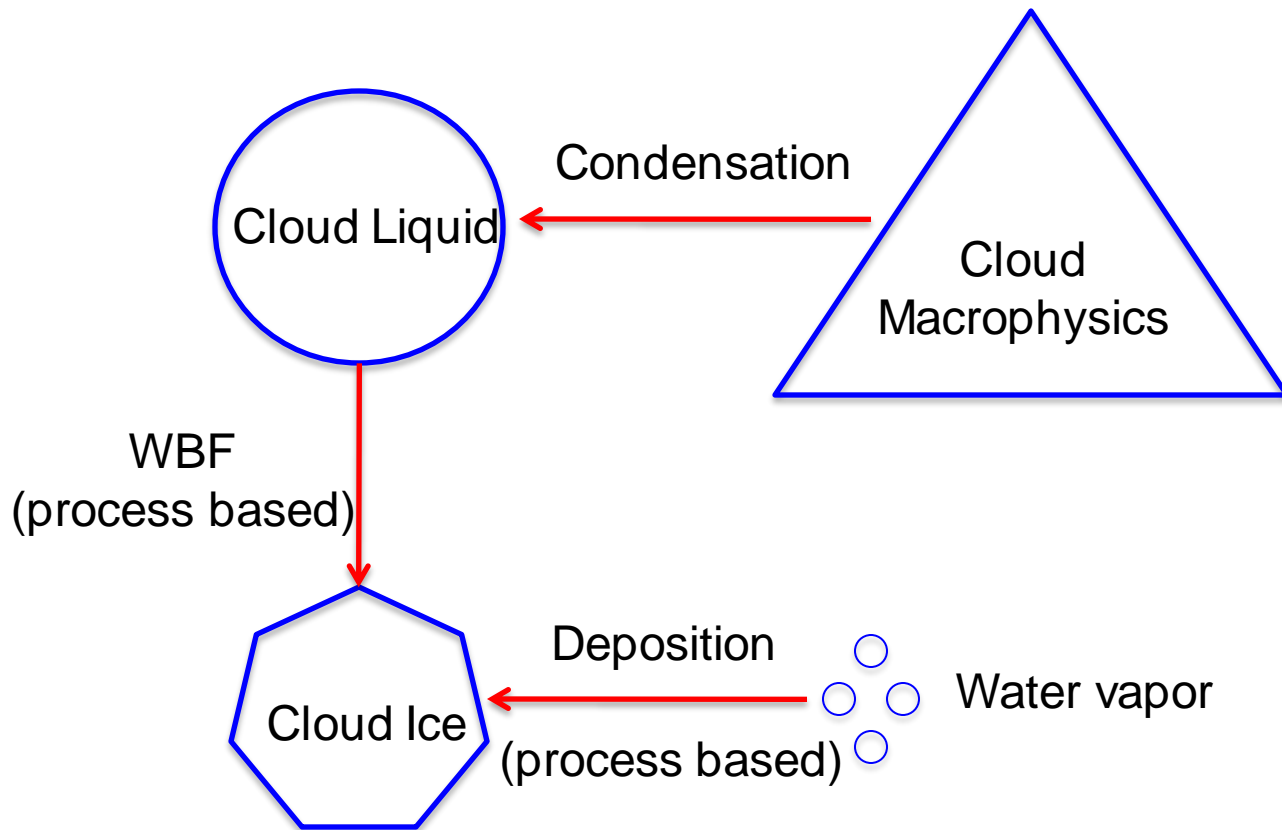 Condensation
Cloud Liquid
Cloud
Macrophysics
WBF
(process based)
Deposition
Water vapor
Cloud Ice
(process based)